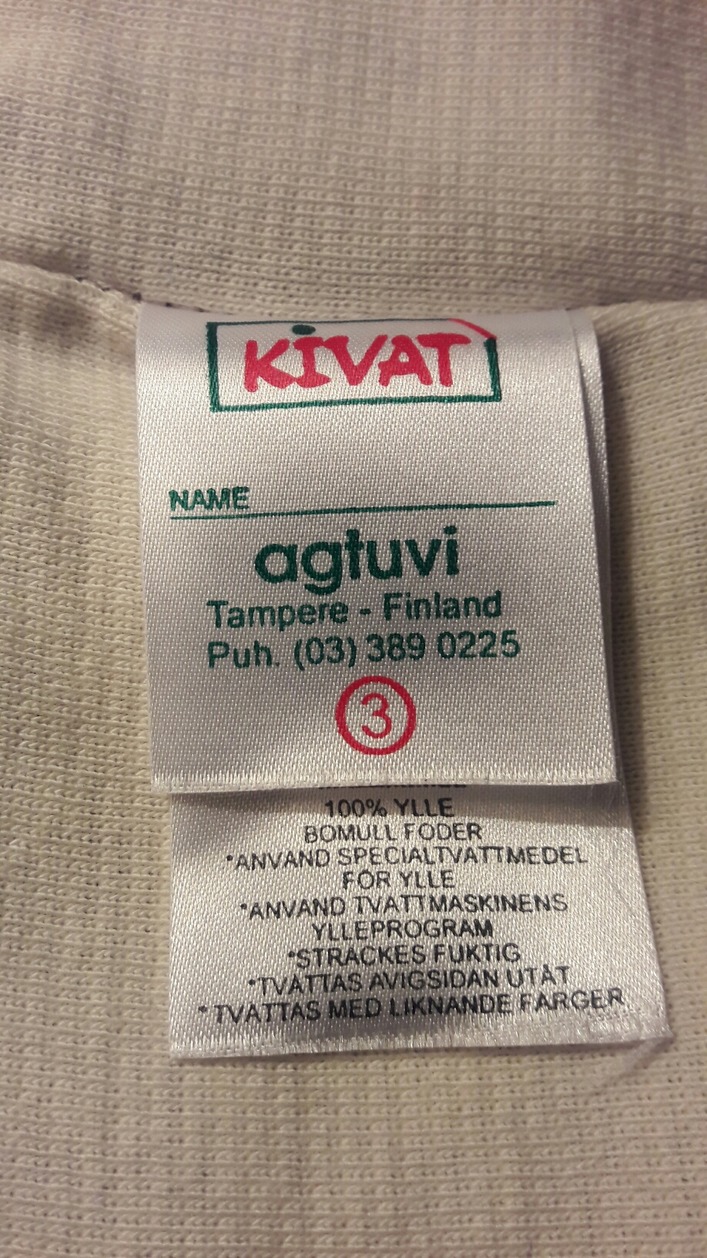 KIVAT
NAME
agtuvi
Tampere - Finland
Puh. (03) 389 0225
3
100% YLLE
BOMULL FODER
*ANVAND SPECIALTVATTMEDEL
FOR YLLE
*ANVAND TVATTMASKINENS
YLLEPROGRAM
*STRACKES FUKTIG
*TVATTAS AVIGSIDAN UTAT
*TVATTAS MED LIKNANDE FARGER